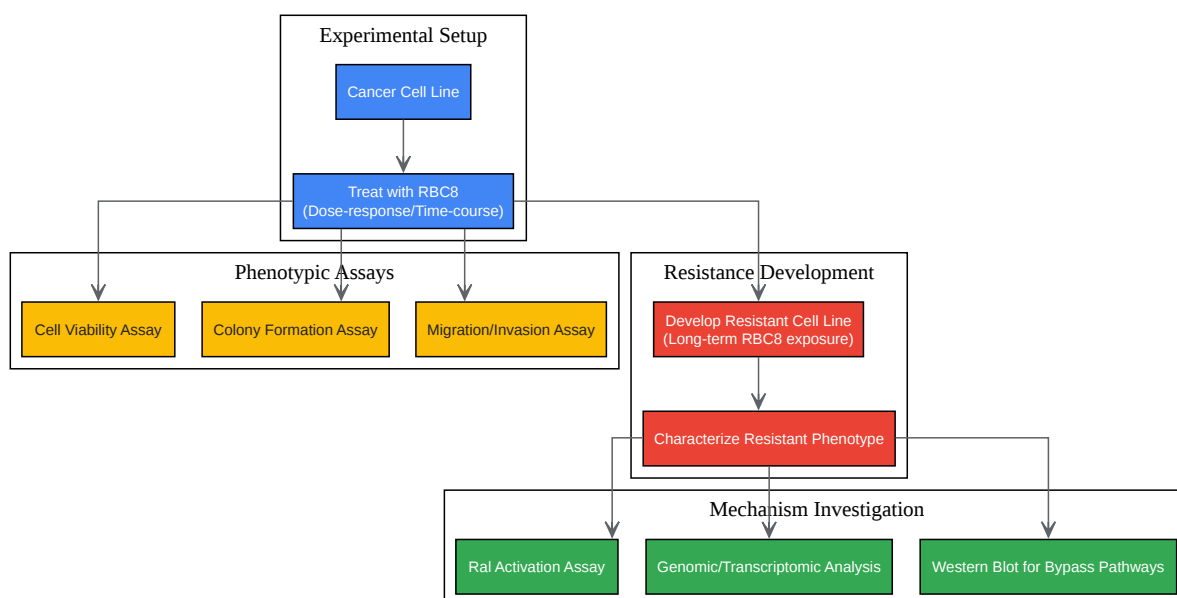 Experimental Setup
Cancer Cell Line
Treat with RBC8
(Dose-response/Time-course)
Phenotypic Assays
Cell Viability Assay
Colony Formation Assay
Migration/Invasion Assay
Resistance Development
Develop Resistant Cell Line
(Long-term RBC8 exposure)
Characterize Resistant Phenotype
Mechanism Investigation
Ral Activation Assay
Genomic/Transcriptomic Analysis
Western Blot for Bypass Pathways